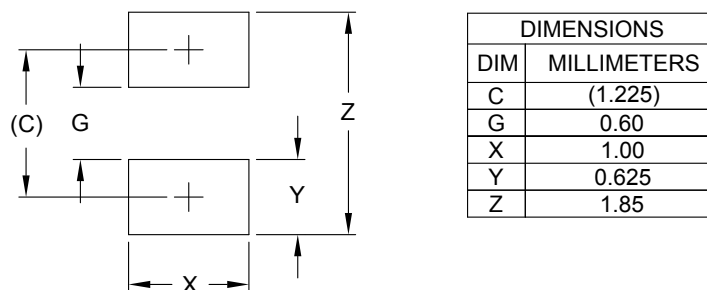 (C)
G
Z
Y
X
DIMENSIONS
DIM MILLIMETERS
C (1.225)
G 0.60
X 1.00
Y 0.625
Z 1.85